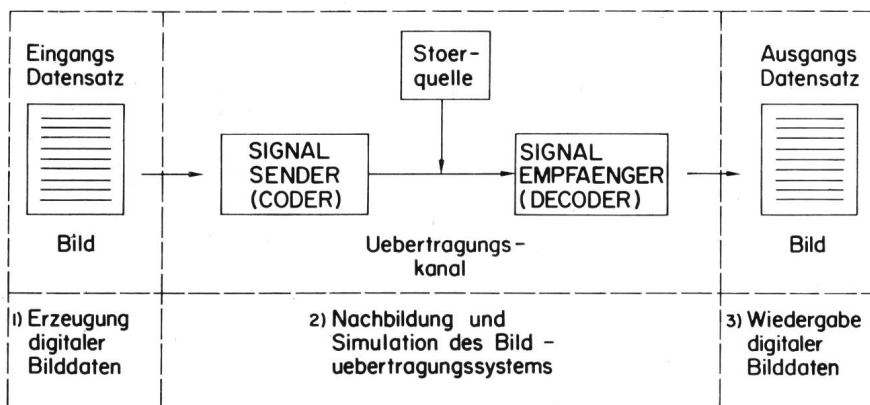 Eingangs
Datensatz
Bild
Stoer-
quelle
SIGNAL
SENDER
(CODER)
SIGNAL
EMPFAENGER
(DECODER)
Uebertragungs-
kanal
Ausgangs
Datensatz
Bild
1) Erzeugung
digitaler
Bilddaten
2) Nachbildung und
Simulation des Bild -
uebertragungssystems
3) Wiedergabe
digitaler
Bilddaten